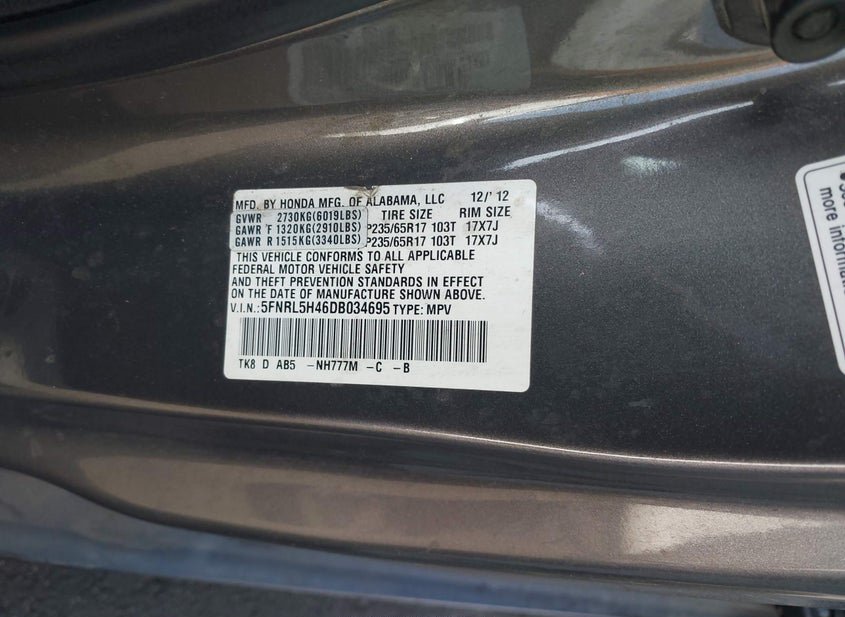 MFD. BY HONDA MFG. OF ALABAMA, LLC 12/'12
GVWR 2730KG(6019LBS) TIRE SIZE RIM SIZE
GAWR F 1320KG(2910LBS) P235/65R17 103T 17X7J
GAWR R 1515KG(3340LBS) P235/65R17 103T 17X7J
THIS VEHICLE CONFORMS TO ALL APPLICABLE
FEDERAL MOTOR VEHICLE SAFETY
AND THEFT PREVENTION STANDARDS IN EFFECT
ON THE DATE OF MANUFACTURE SHOWN ABOVE.
V.I.N.:5FNRL5H46DB034695 TYPE: MPV
TK8 D AB5 -NH777M -C -B
more information